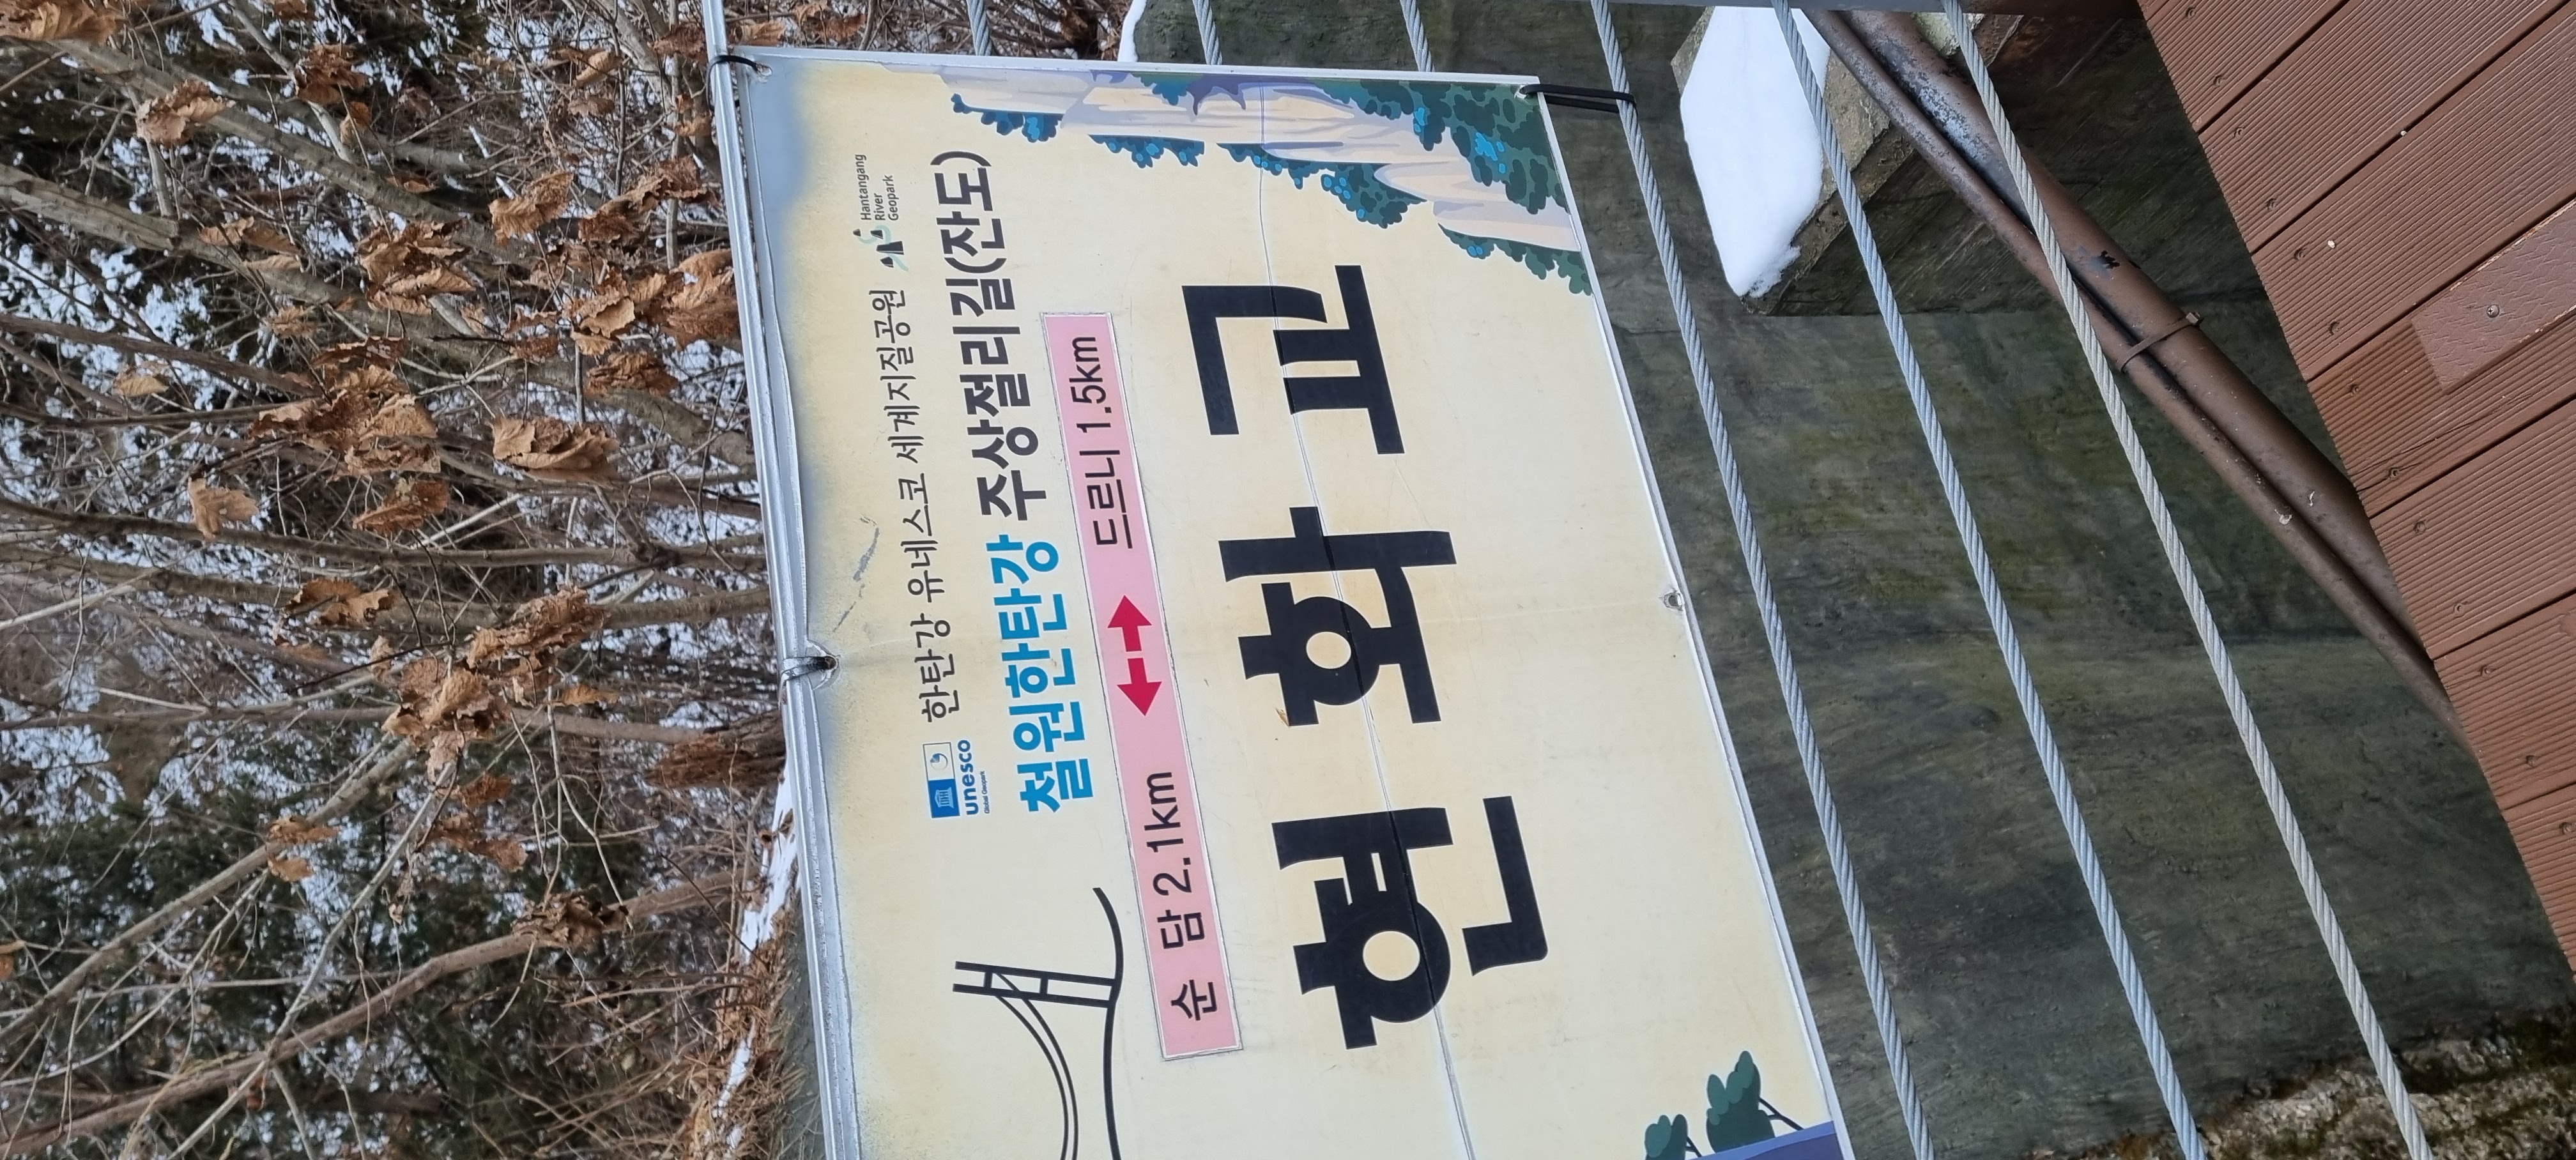 unesco
Global Geopark
한탄강 유네스코 세계지질공원
Hantangang
River
Geopark
철원한탄강 주상절리길(잔도)
순 담 2.1km ←→ 드르니 1.5km
현 화 교